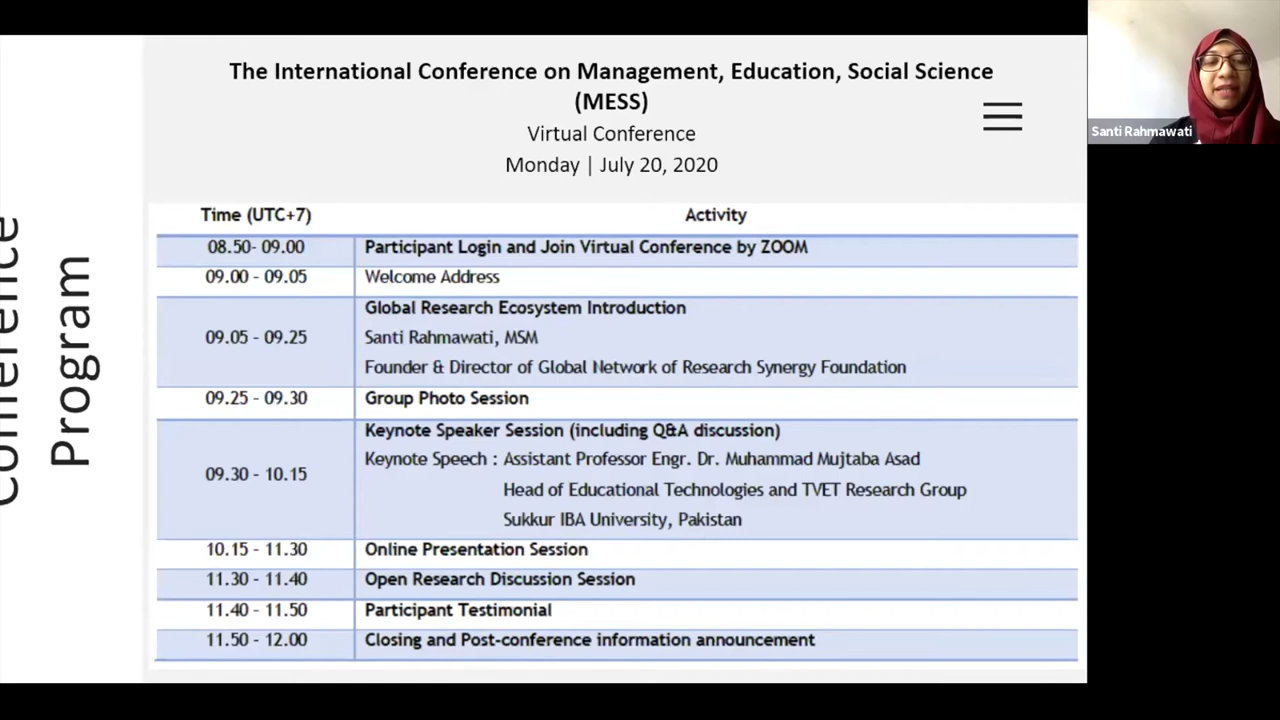 The International Conference on Management, Education, Social Science
(MESS)
Virtual Conference
Monday | July 20, 2020
Santi Rahmawati
Conference
Program
Time (UTC+7) Activity
08.50- 09.00 Participant Login and Join Virtual Conference by ZOOM
09.00 - 09.05 Welcome Address
09.05 - 09.25 Global Research Ecosystem Introduction
Santi Rahmawati, MSM
Founder & Director of Global Network of Research Synergy Foundation
09.25 - 09.30 Group Photo Session
09.30 - 10.15 Keynote Speaker Session (including Q&A discussion)
Keynote Speech : Assistant Professor Engr. Dr. Muhammad Mujtaba Asad
Head of Educational Technologies and TVET Research Group
Sukkur IBA University, Pakistan
10.15 - 11.30 Online Presentation Session
11.30 - 11.40 Open Research Discussion Session
11.40 - 11.50 Participant Testimonial
11.50 - 12.00 Closing and Post-conference information announcement